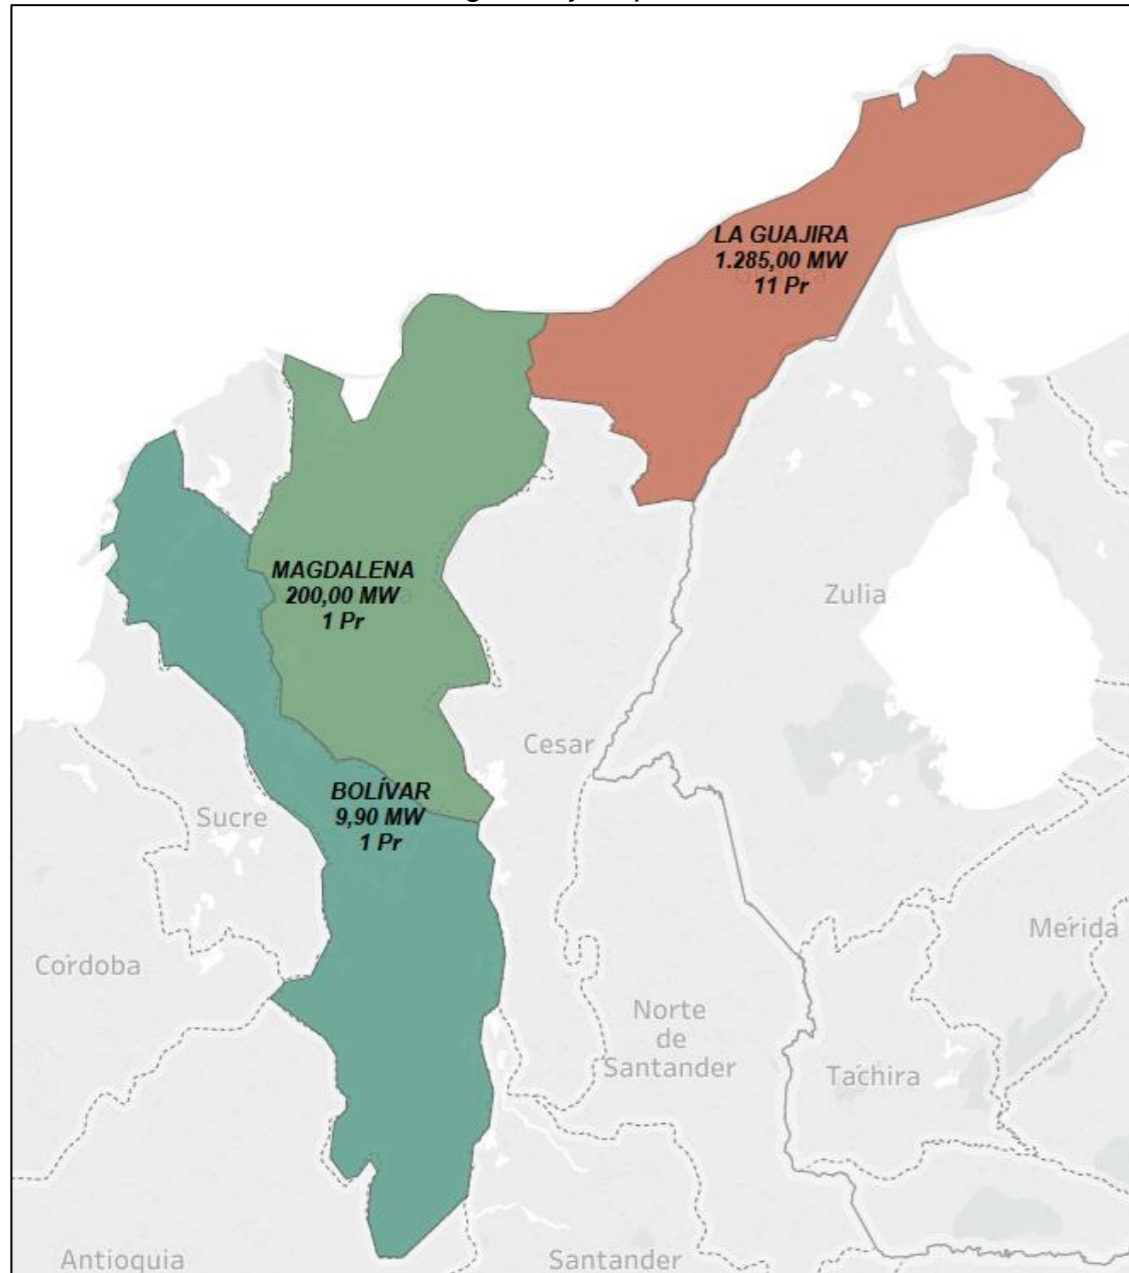 LA GUAJIRA
1.285,00 MW
11 Pr
MAGDALENA
200,00 MW
1 Pr
Zulia
Cesar
BOLÍVAR
9,90 MW
1 Pr
Sucre
Merida
Cordoba
Norte
de
Santander
Tachira
Antioquia
Santander